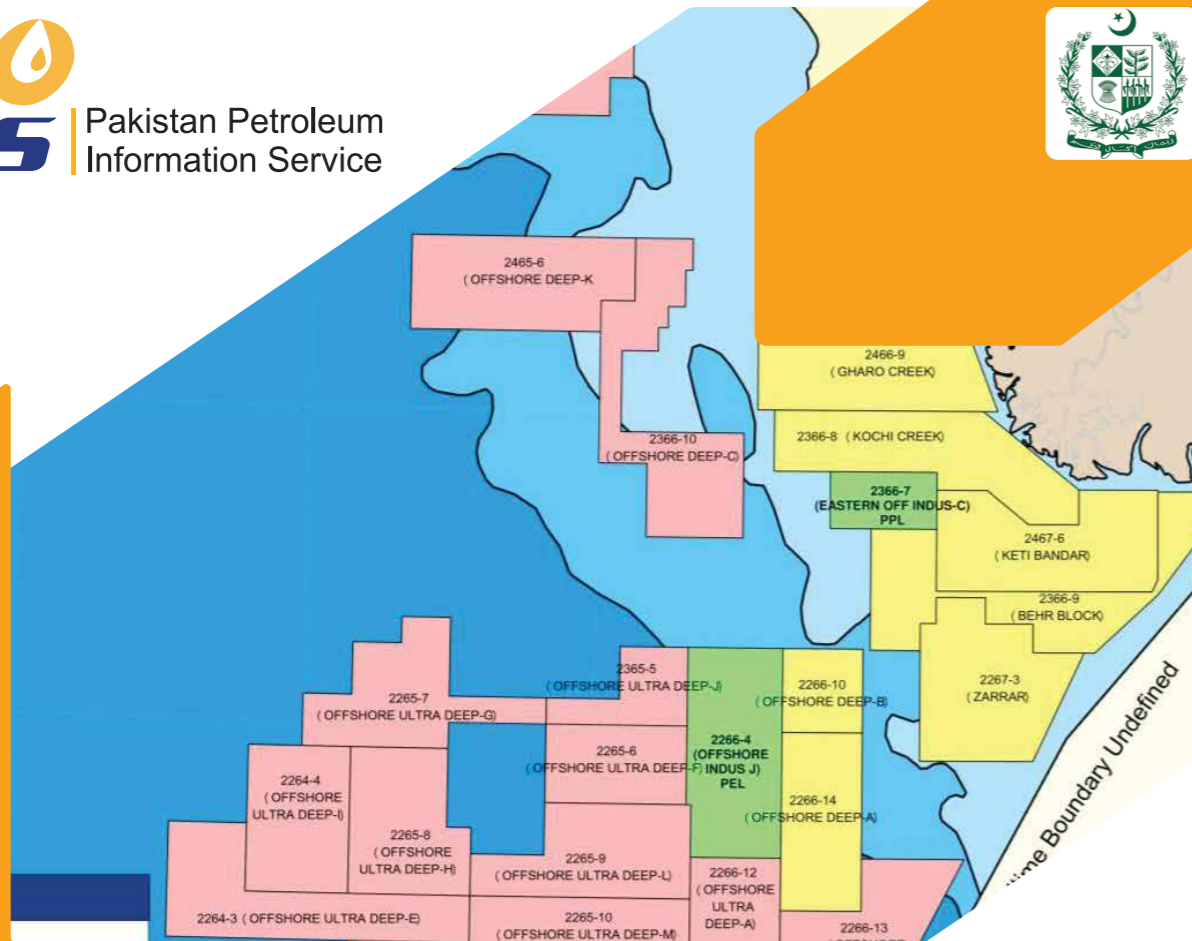 S
Pakistan Petroleum
Information Service
2465-6
( OFFSHORE DEEP-K
2466-9
( GHARO CREEK)
2366-8 ( KOCHI CREEK)
2366-10
( OFFSHORE DEEP-C)
2366-7
(EASTERN OFF INDUS-C)
PPL
2467-6
( KETI BANDAR)
2366-9
( BEHR BLOCK)
2267-3
( ZARRAR)
2365-5
( OFFSHORE ULTRA DEEP-J)
2266-10
( OFFSHORE DEEP-B)
2265-7
( OFFSHORE ULTRA DEEP-G)
2266-4
(OFFSHORE
INDUS J)
PEL
2265-6
( OFFSHORE ULTRA DEEP-F)
2264-4
( OFFSHORE
ULTRA DEEP-I)
2266-14
( OFFSHORE DEEP-A)
2265-8
( OFFSHORE
ULTRA DEEP-H)
2265-9
( OFFSHORE ULTRA DEEP-L)
2266-12
( OFFSHORE
ULTRA
DEEP-A)
2264-3 ( OFFSHORE ULTRA DEEP-E)
2265-10
( OFFSHORE ULTRA DEEP-M)
2266-13
Boundary Undefined